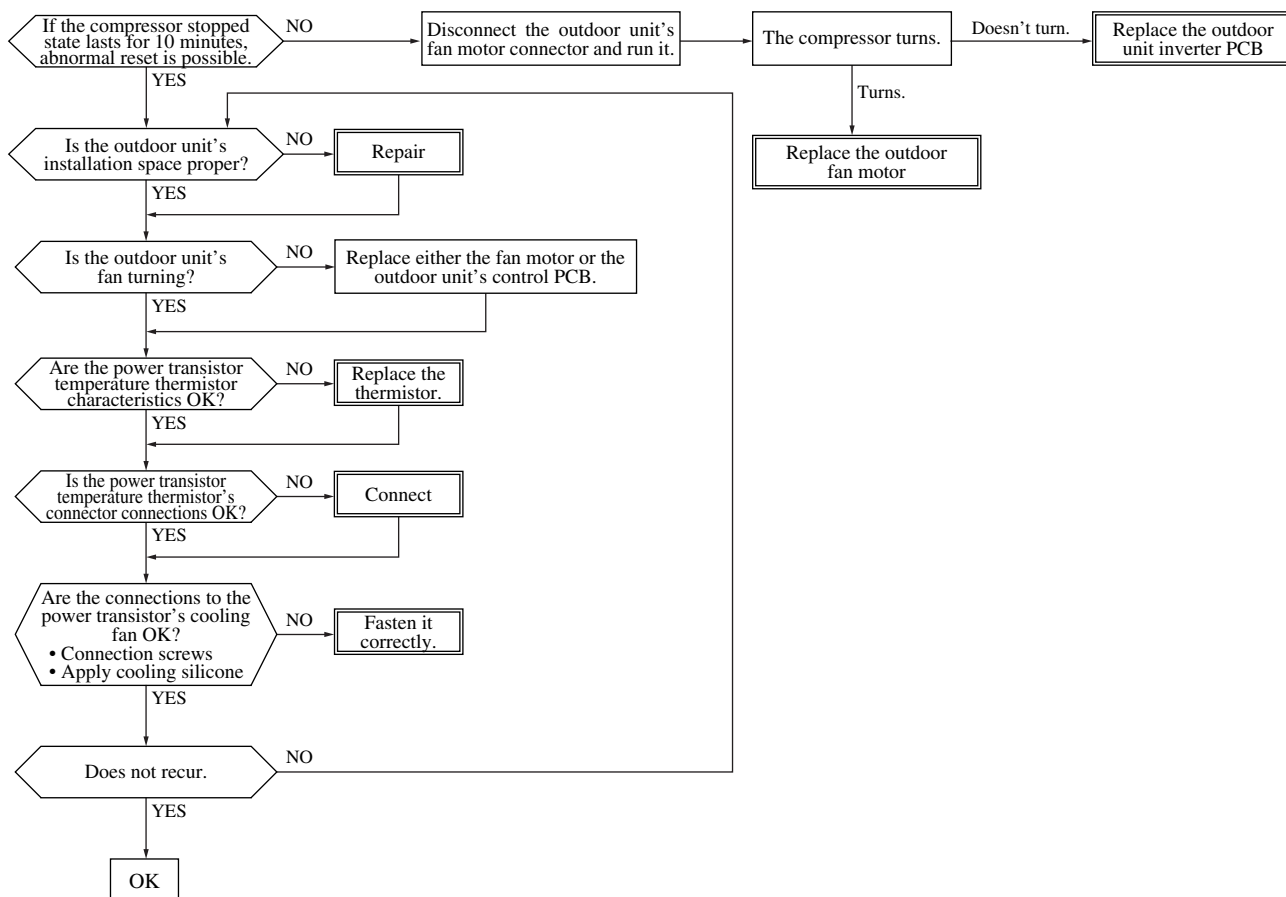 If the compressor stopped
state lasts for 10 minutes,
abnormal reset is possible.
NO
Disconnect the outdoor unit's
fan motor connector and run it.
The compressor turns.
Doesn't turn.
Replace the outdoor
unit inverter PCB
YES
Turns.
Replace the outdoor
fan motor
Is the outdoor unit's
installation space proper?
NO
Repair
YES
Is the outdoor unit's
fan turning?
NO
Replace either the fan motor or the
outdoor unit's control PCB.
YES
Are the power transistor
temperature thermistor
characteristics OK?
NO
Replace the
thermistor.
YES
Is the power transistor
temperature thermistor's
connector connections OK?
NO
Connect
YES
Are the connections to the
power transistor's cooling
fan OK?
• Connection screws
• Apply cooling silicone
NO
Fasten it
correctly.
YES
Does not recur.
NO
YES
OK